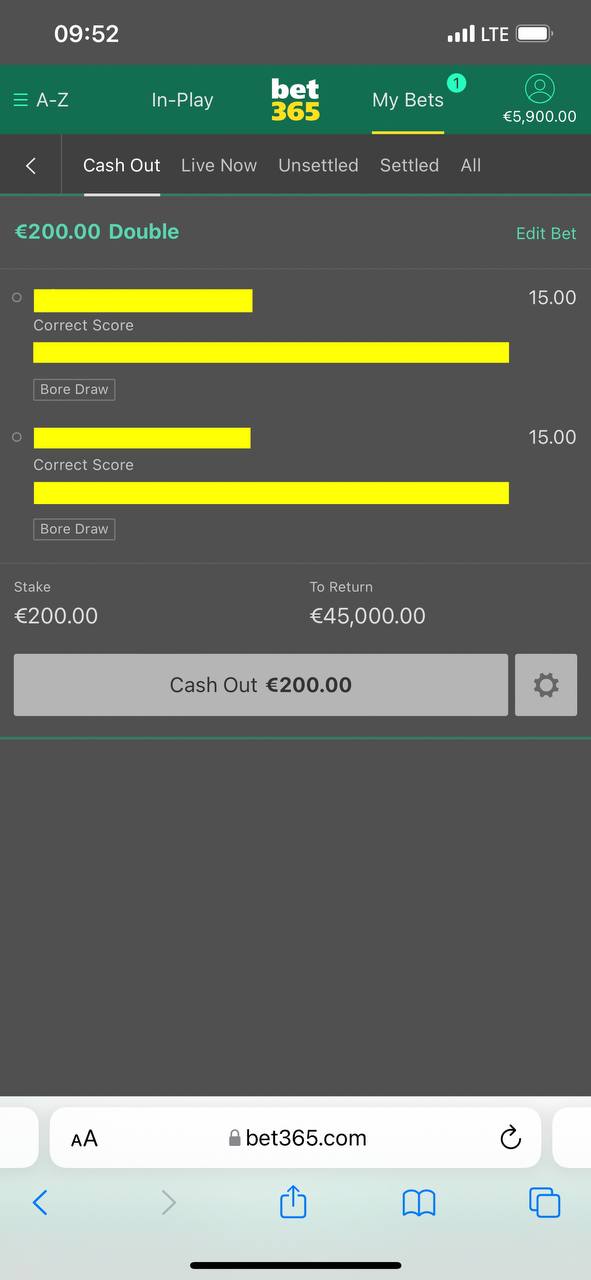 09:52
LTE
A-Z
In-Play
bet
365
My Bets
1
€5,900.00
Cash Out
Live Now
Unsettled
Settled
All
€200.00 Double
Edit Bet
15.00
Correct Score
Bore Draw
15.00
Correct Score
Bore Draw
Stake
To Return
€200.00
€45,000.00
Cash Out €200.00
AA
bet365.com